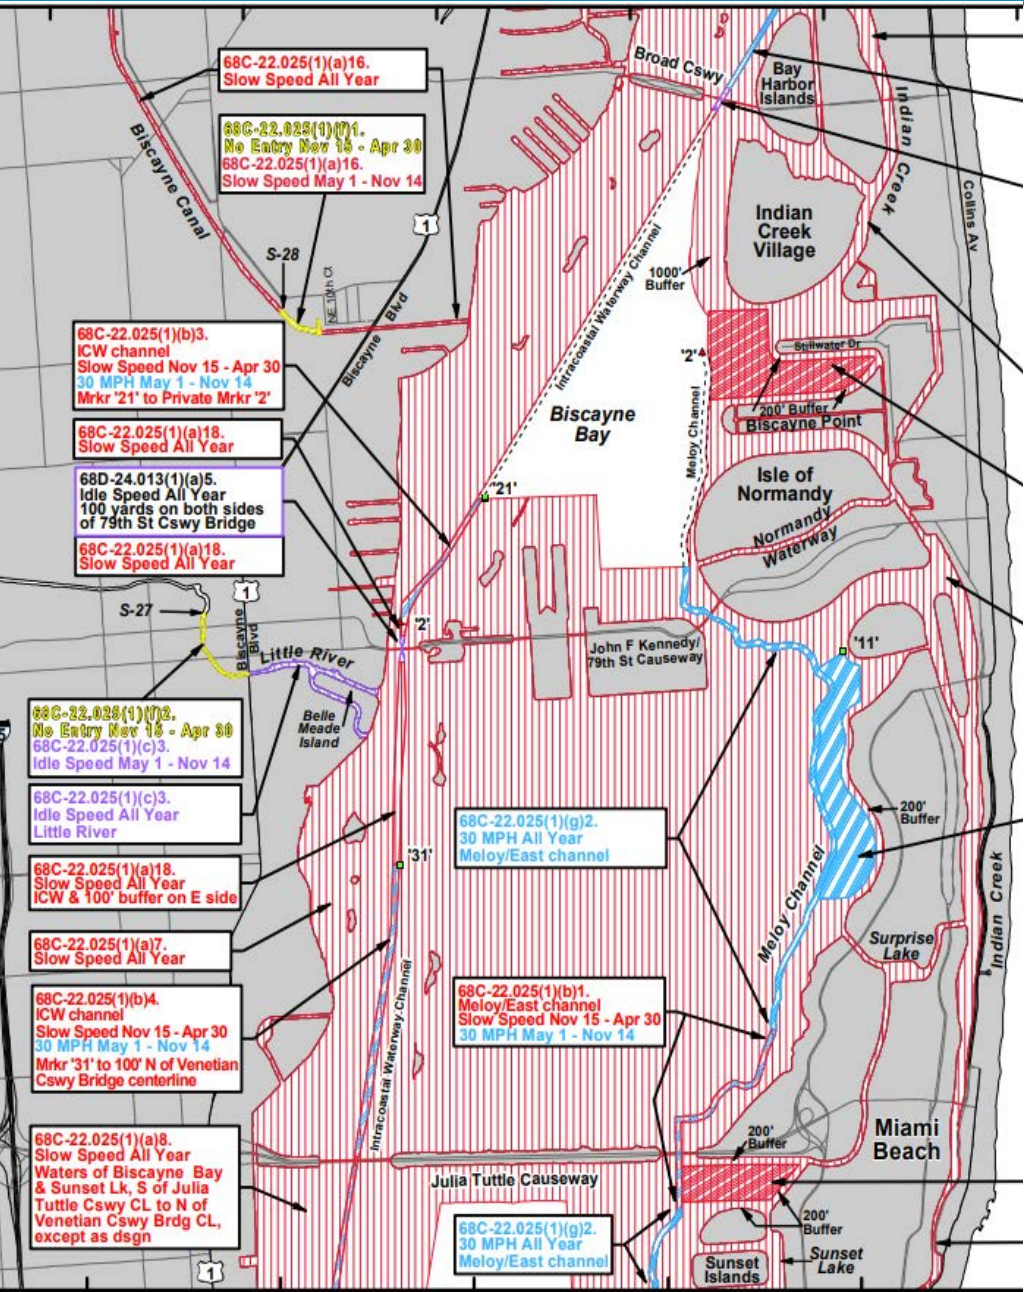 68C-22.025(1)(a)16.
Slow Speed All Year
Broad Cswy
Bay
Harbor
Islands
Indian Creek
Collins Av
68C-22.025(1)(f)1.
No Entry Nov 15 - Apr 30
68C-22.025(1)(a)16.
Slow Speed May 1 - Nov 14
Biscayne Canal
1
Indian
Creek
Village
S-28
NE 10th Ct
Biscayne Blvd
Intracoastal Waterway Channel
1000'
Buffer
68C-22.025(1)(b)3.
ICW channel
Slow Speed Nov 15 - Apr 30
30 MPH May 1 - Nov 14
Mrkr '21' to Private Mrkr '2'
'2'
Stillwater Dr
200' Buffer
Biscayne Point
Biscayne
Bay
Meloy Channel
68C-22.025(1)(a)18.
Slow Speed All Year
68D-24.013(1)(a)5.
Idle Speed All Year
100 yards on both sides
of 79th St Cswy Bridge
68C-22.025(1)(a)18.
Slow Speed All Year
'21'
Isle of
Normandy
Normandy
Waterway
1
S-27
Biscayne
Blvd
Little River
'2'
John F Kennedy/
79th St Causeway
'11'
Belle
Meade
Island
68C-22.025(1)(f)2.
No Entry Nov 15 - Apr 30
68C-22.025(1)(c)3.
Idle Speed May 1 - Nov 14
68C-22.025(1)(c)3.
Idle Speed All Year
Little River
68C-22.025(1)(g)2.
30 MPH All Year
Meloy/East channel
200'
Buffer
'31'
68C-22.025(1)(a)18.
Slow Speed All Year
ICW & 100' buffer on E side
Meloy Channel
Indian Creek
68C-22.025(1)(a)7.
Slow Speed All Year
Surprise
Lake
68C-22.025(1)(b)4.
ICW channel
Slow Speed Nov 15 - Apr 30
30 MPH May 1 - Nov 14
Mrkr '31' to 100' N of Venetian
Cswy Bridge centerline
Intracoastal Waterway Channel
68C-22.025(1)(b)1.
Meloy/East channel
Slow Speed Nov 15 - Apr 30
30 MPH May 1 - Nov 14
68C-22.025(1)(a)8.
Slow Speed All Year
Waters of Biscayne Bay
& Sunset Lk, S of Julia
Tuttle Cswy CL to N of
Venetian Cswy Brdg CL,
except as dsgn
200'
Buffer
Miami
Beach
Julia Tuttle Causeway
68C-22.025(1)(g)2.
30 MPH All Year
Meloy/East channel
200'
Buffer
Sunset
Lake
Sunset
Islands
1